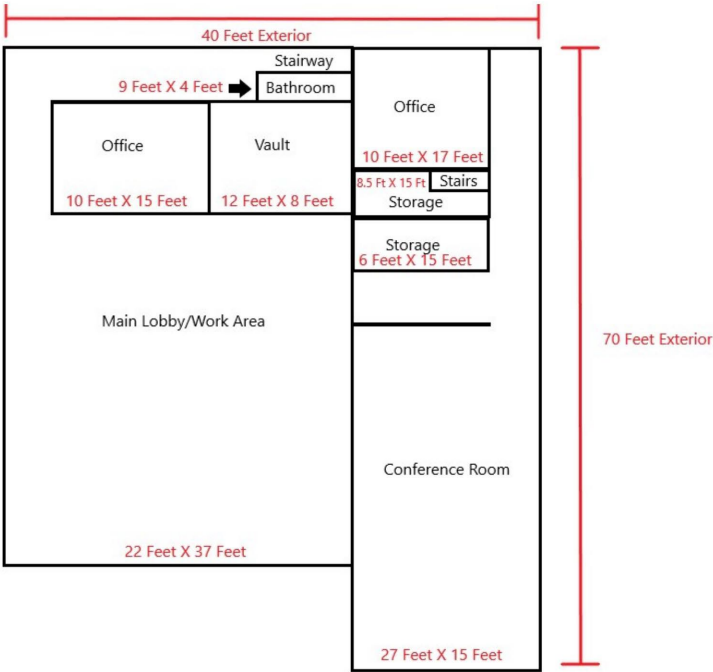 40 Feet Exterior
Stairway
9 Feet X 4 Feet
Bathroom
Office
Office
Vault
10 Feet X 17 Feet
8.5 Ft X 15 Ft
Stairs
10 Feet X 15 Feet
12 Feet X 8 Feet
Storage
Storage
6 Feet X 15 Feet
Main Lobby/Work Area
70 Feet Exterior
Conference Room
22 Feet X 37 Feet
27 Feet X 15 Feet